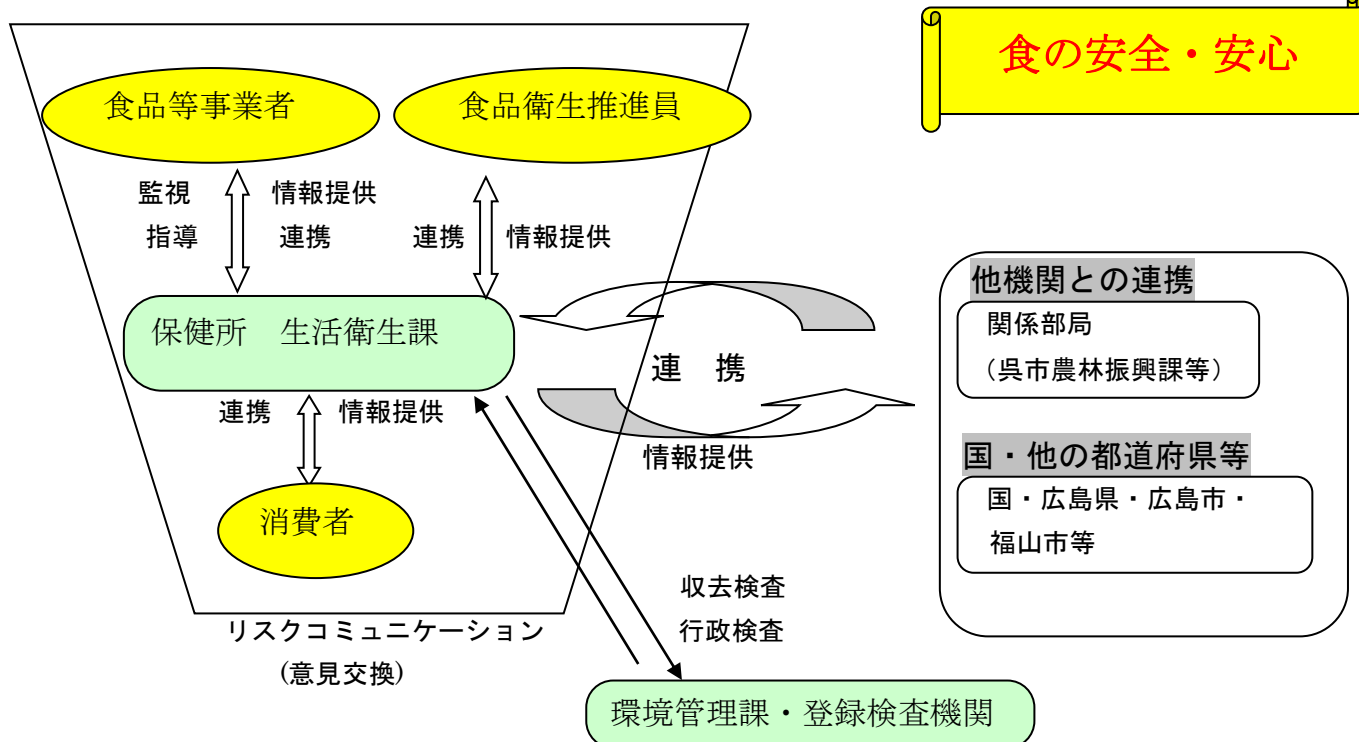 食の安全・安心
食品等事業者
食品衛生推進員
監視
情報提供
指導
連携
連携
情報提供
保健所　生活衛生課
連携
情報提供
消費者
リスクコミュニケーション
(意見交換)
連　携
情報提供
他機関との連携
関係部局
（呉市農林振興課等）
国・他の都道府県等
国・広島県・広島市・
福山市等
収去検査
行政検査
環境管理課・登録検査機関